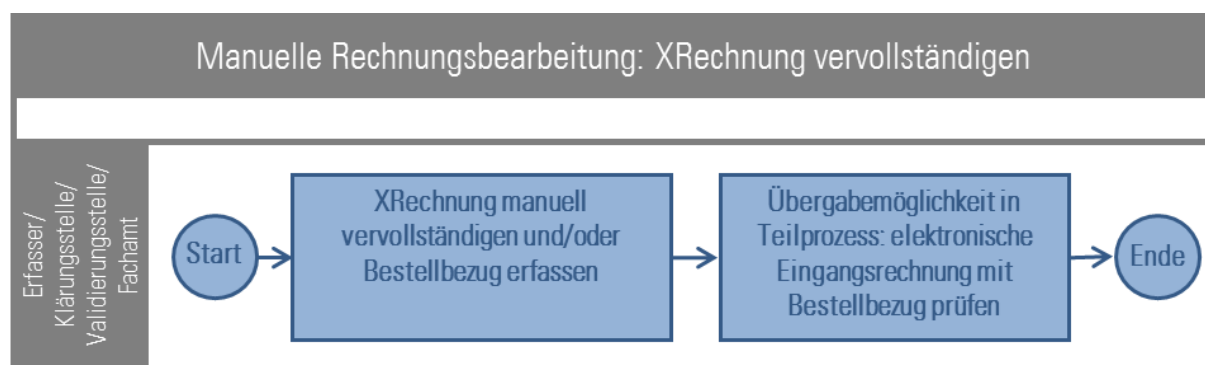 Manuelle Rechnungsbearbeitung: XRechnung vervollständigen
Erfasser/
Klärungsstelle/
Validierungsstelle/
Fachamt
Start
XRechnung manuell
vervollständigen und/oder
Bestellbezug erfassen
Übergabemöglichkeit in
Teilprozess: elektronische
Eingangsrechnung mit
Bestellbezug prüfen
Ende